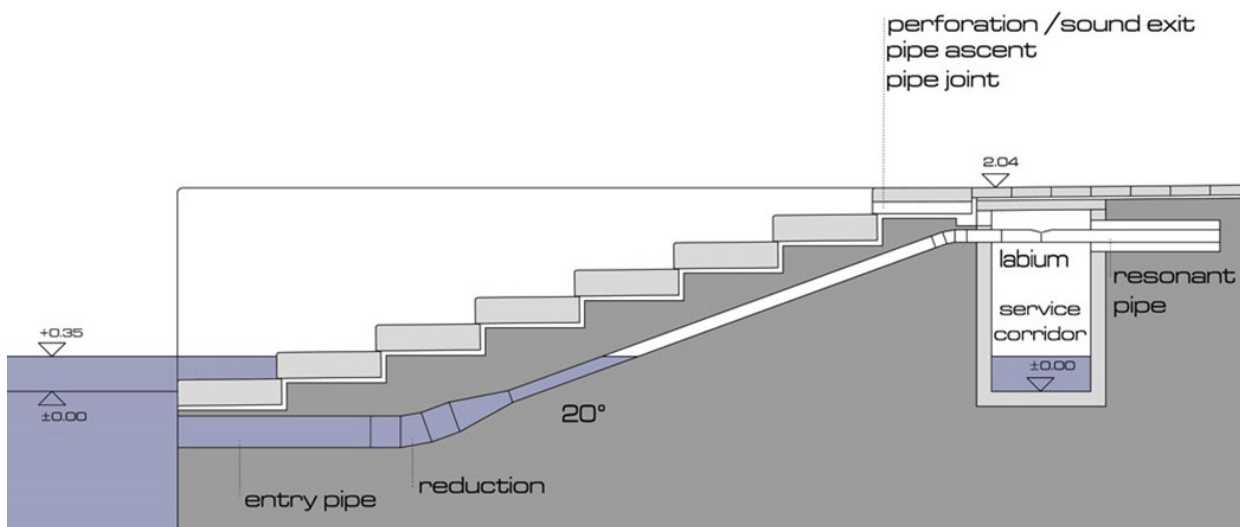 perforation /sound exit
pipe ascent
pipe joint
2.04
+0.35
±0.00
labium
resonant
pipe
service
corridor
±0.00
20°
entry pipe
reduction